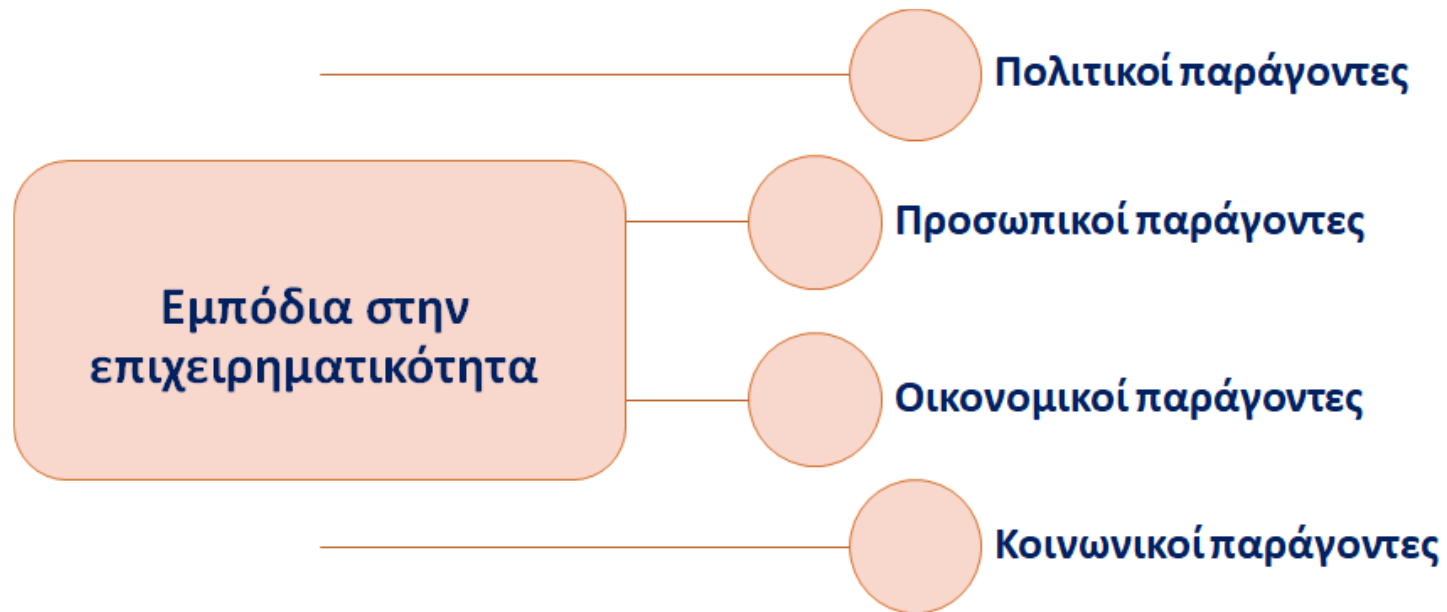 Πολιτικοί παράγοντες
Προσωπικοί παράγοντες
Εμπόδια στην
επιχειρηματικότητα
Οικονομικοί παράγοντες
Κοινωνικοί παράγοντες